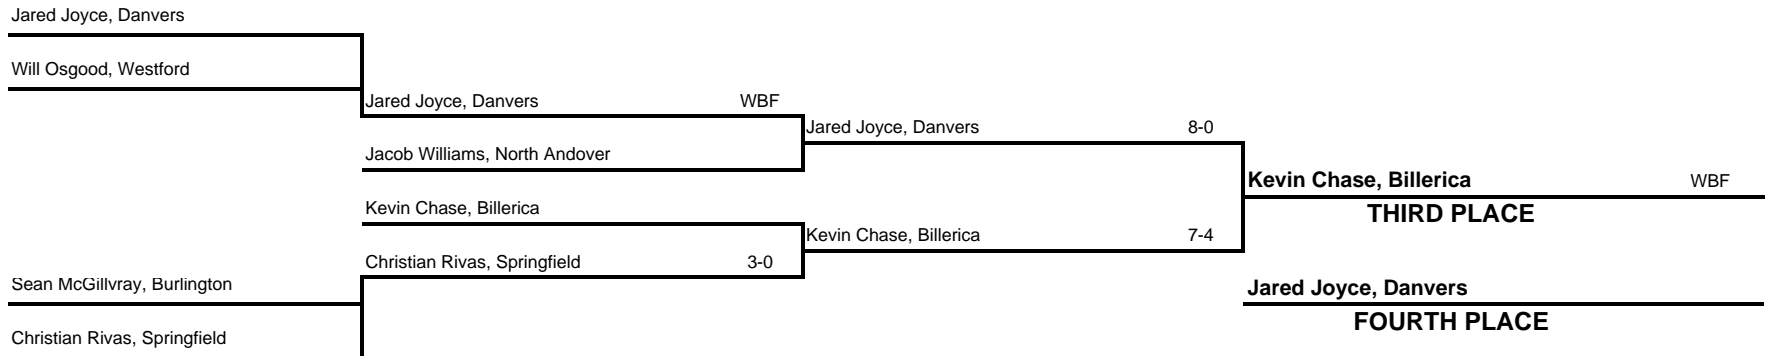 Jared Joyce, Danvers
Will Osgood, Westford
Jared Joyce, Danvers WBF
Jared Joyce, Danvers 8-0
Jacob Williams, North Andover
Kevin Chase, Billerica WBF
THIRD PLACE
Kevin Chase, Billerica
Kevin Chase, Billerica 7-4
Christian Rivas, Springfield 3-0
Sean McGillvray, Burlington
Jared Joyce, Danvers
FOURTH PLACE
Christian Rivas, Springfield